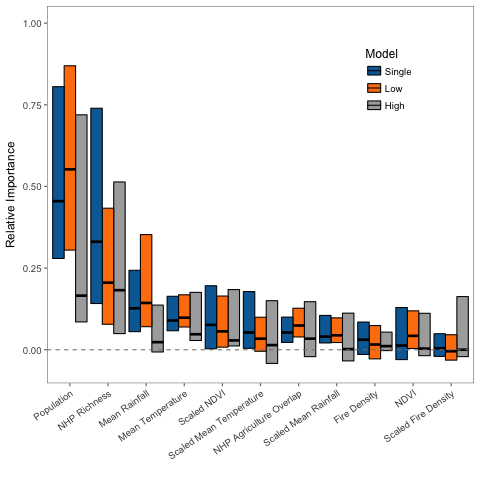 1.00
0.75
0.50
0.25
0.00
Relative Importance
Model
Single
Low
High
Population
NHP Richness
Mean Rainfall
Mean Temperature
Scaled NDVI
Scaled Mean Temperature
NHP Agriculture Overlap
Scaled Mean Rainfall
Fire Density
NDVI
Scaled Fire Density